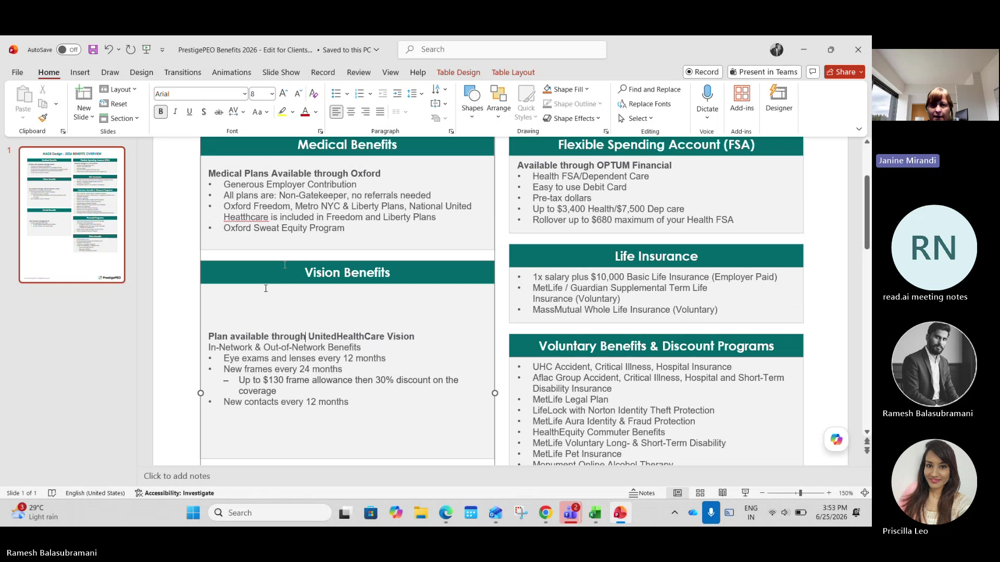 AutoSave
Off
PrestigePEO Benefits 2026 - Edit for Clients... • Saved to this PC
Search
File
Home
Insert
Draw
Design
Transitions
Animations
Slide Show
Record
Review
View
Help
Table Design
Table Layout
Record
Present in Teams
Share
Paste
Clipboard
New Slide
Layout
Reset
Section
Slides
Arial
8
Font
Paragraph
Shapes
Arrange
Quick Styles
Shape Fill
Shape Outline
Shape Effects
Drawing
Find and Replace
Replace Fonts
Select
Editing
Dictate
Voice
Add-ins
Add-ins
Designer
1
MADE Design - 2026 BENEFITS OVERVIEW
PrestigePEO
Medical Benefits
Medical Plans Available through Oxford
• Generous Employer Contribution
• All plans are: Non-Gatekeeper, no referrals needed
• Oxford Freedom, Metro NYC & Liberty Plans, National United
Heatthcare is included in Freedom and Liberty Plans
• Oxford Sweat Equity Program
Vision Benefits
Plan available through UnitedHealthCare Vision
In-Network & Out-of-Network Benefits
• Eye exams and lenses every 12 months
• New frames every 24 months
– Up to $130 frame allowance then 30% discount on the
coverage
• New contacts every 12 months
Flexible Spending Account (FSA)
Available through OPTUM Financial
• Health FSA/Dependent Care
• Easy to use Debit Card
• Pre-tax dollars
• Up to $3,400 Health/$7,500 Dep care
• Rollover up to $680 maximum of your Health FSA
Life Insurance
• 1x salary plus $10,000 Basic Life Insurance (Employer Paid)
• MetLife / Guardian Supplemental Term Life
Insurance (Voluntary)
• MassMutual Whole Life Insurance (Voluntary)
Voluntary Benefits & Discount Programs
• UHC Accident, Critical Illness, Hospital Insurance
• Aflac Group Accident, Critical Illness, Hospital and Short-Term
Disability Insurance
• MetLife Legal Plan
• LifeLock with Norton Identity Theft Protection
• MetLife Aura Identity & Fraud Protection
• HealthEquity Commuter Benefits
• MetLife Voluntary Long- & Short-Term Disability
• MetLife Pet Insurance
• Monument Online Alcohol Therapy
Click to add notes
Slide 1 of 1
English (United States)
Accessibility: Investigate
Notes
150%
3
29°C
Light rain
Search
2
ENG
IN
3:53 PM
6/25/2026
Janine Mirandi
RN
read.ai meeting notes
Ramesh Balasubramani
Priscilla Leo
Ramesh Balasubramani